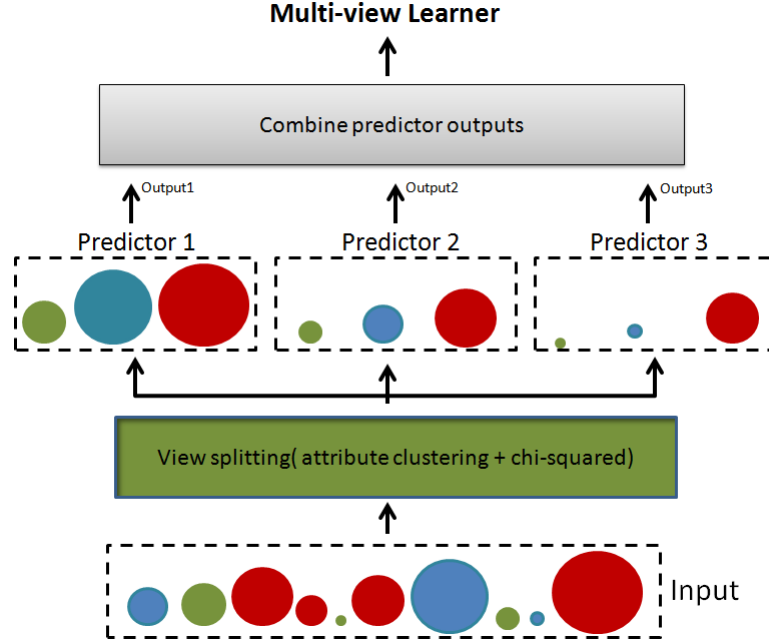 Multi-view Learner
Combine predictor outputs
Output1
Output2
Output3
Predictor 1
Predictor 2
Predictor 3
View splitting( attribute clustering + chi-squared)
Input